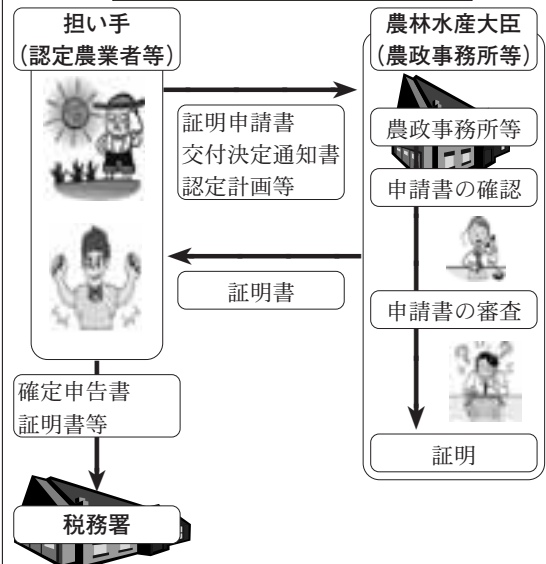 担い手
(認定農業者等)
農林水産大臣
(農政事務所等)
証明申請書
交付決定通知書
認定計画等
農政事務所等
申請書の確認
証明書
申請書の審査
確定申告書
証明書等
証明
税務署